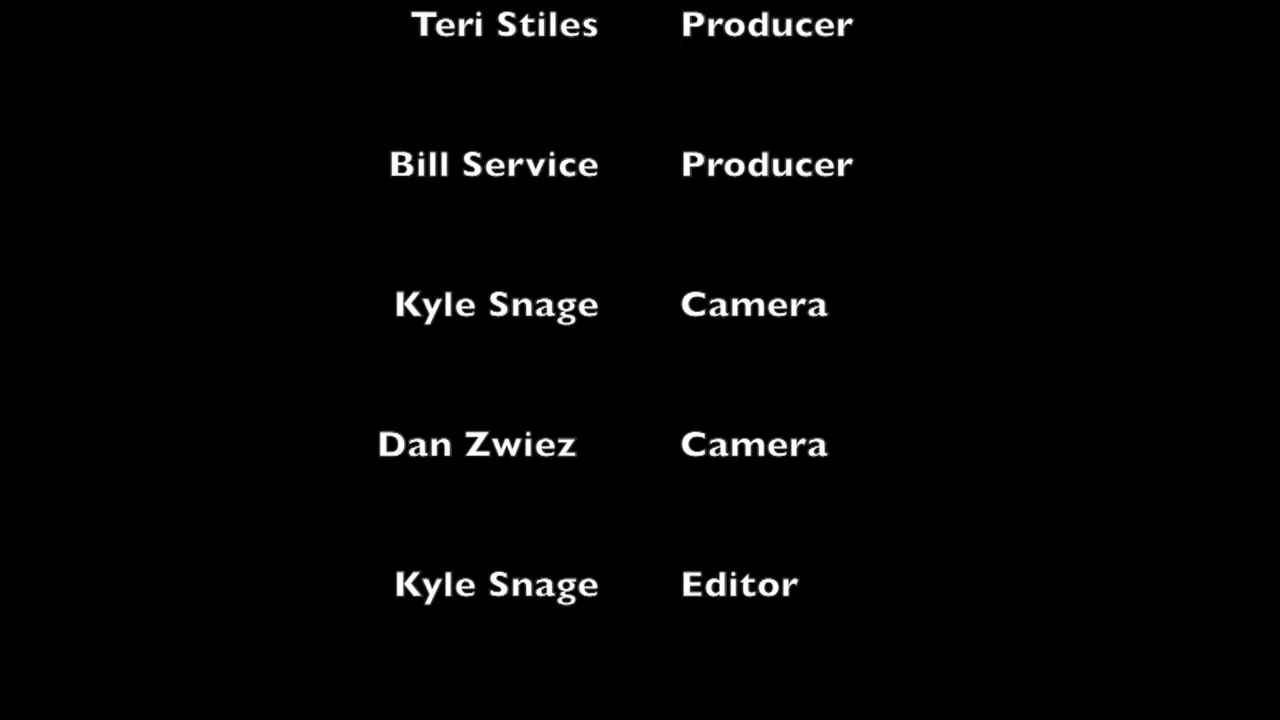 Teri Stiles Producer
Bill Service Producer
Kyle Snage Camera
Dan Zwiez Camera
Kyle Snage Editor